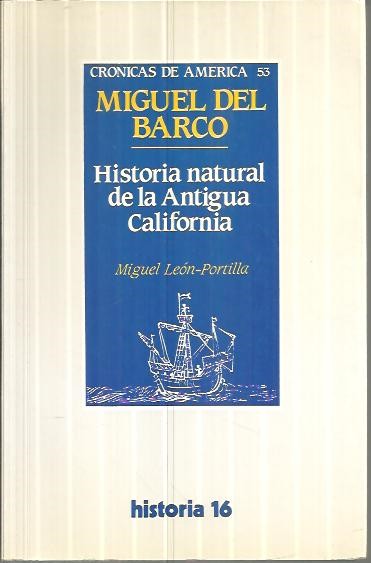 CRONICAS DE AMERICA 53
MIGUEL DEL
BARCO
Historia natural
de la Antigua
California
Miguel León-Portilla
historia 16